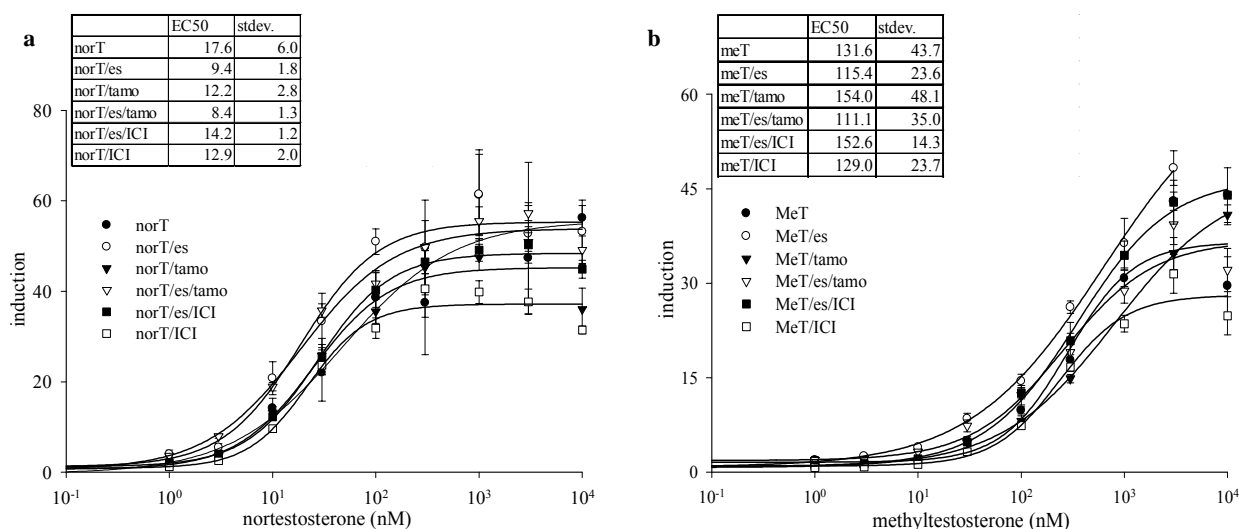 a
EC50 stdev.
norT 17.6 6.0
norT/es 9.4 1.8
norT/tamo 12.2 2.8
norT/es/tamo 8.4 1.3
norT/es/ICI 14.2 1.2
norT/ICI 12.9 2.0
80
60
40
20
0
induction
norT
norT/es
norT/tamo
norT/es/tamo
norT/es/ICI
norT/ICI
10⁻¹ 10⁰ 10¹ 10² 10³ 10⁴
nortestosterone (nM)
b
EC50 stdev.
meT 131.6 43.7
meT/es 115.4 23.6
meT/tamo 154.0 48.1
meT/es/tamo 111.1 35.0
meT/es/ICI 152.6 14.3
meT/ICI 129.0 23.7
60
45
30
15
0
induction
MeT
MeT/es
MeT/tamo
MeT/es/tamo
MeT/es/ICI
MeT/ICI
10⁻¹ 10⁰ 10¹ 10² 10³ 10⁴
methyltestosterone (nM)